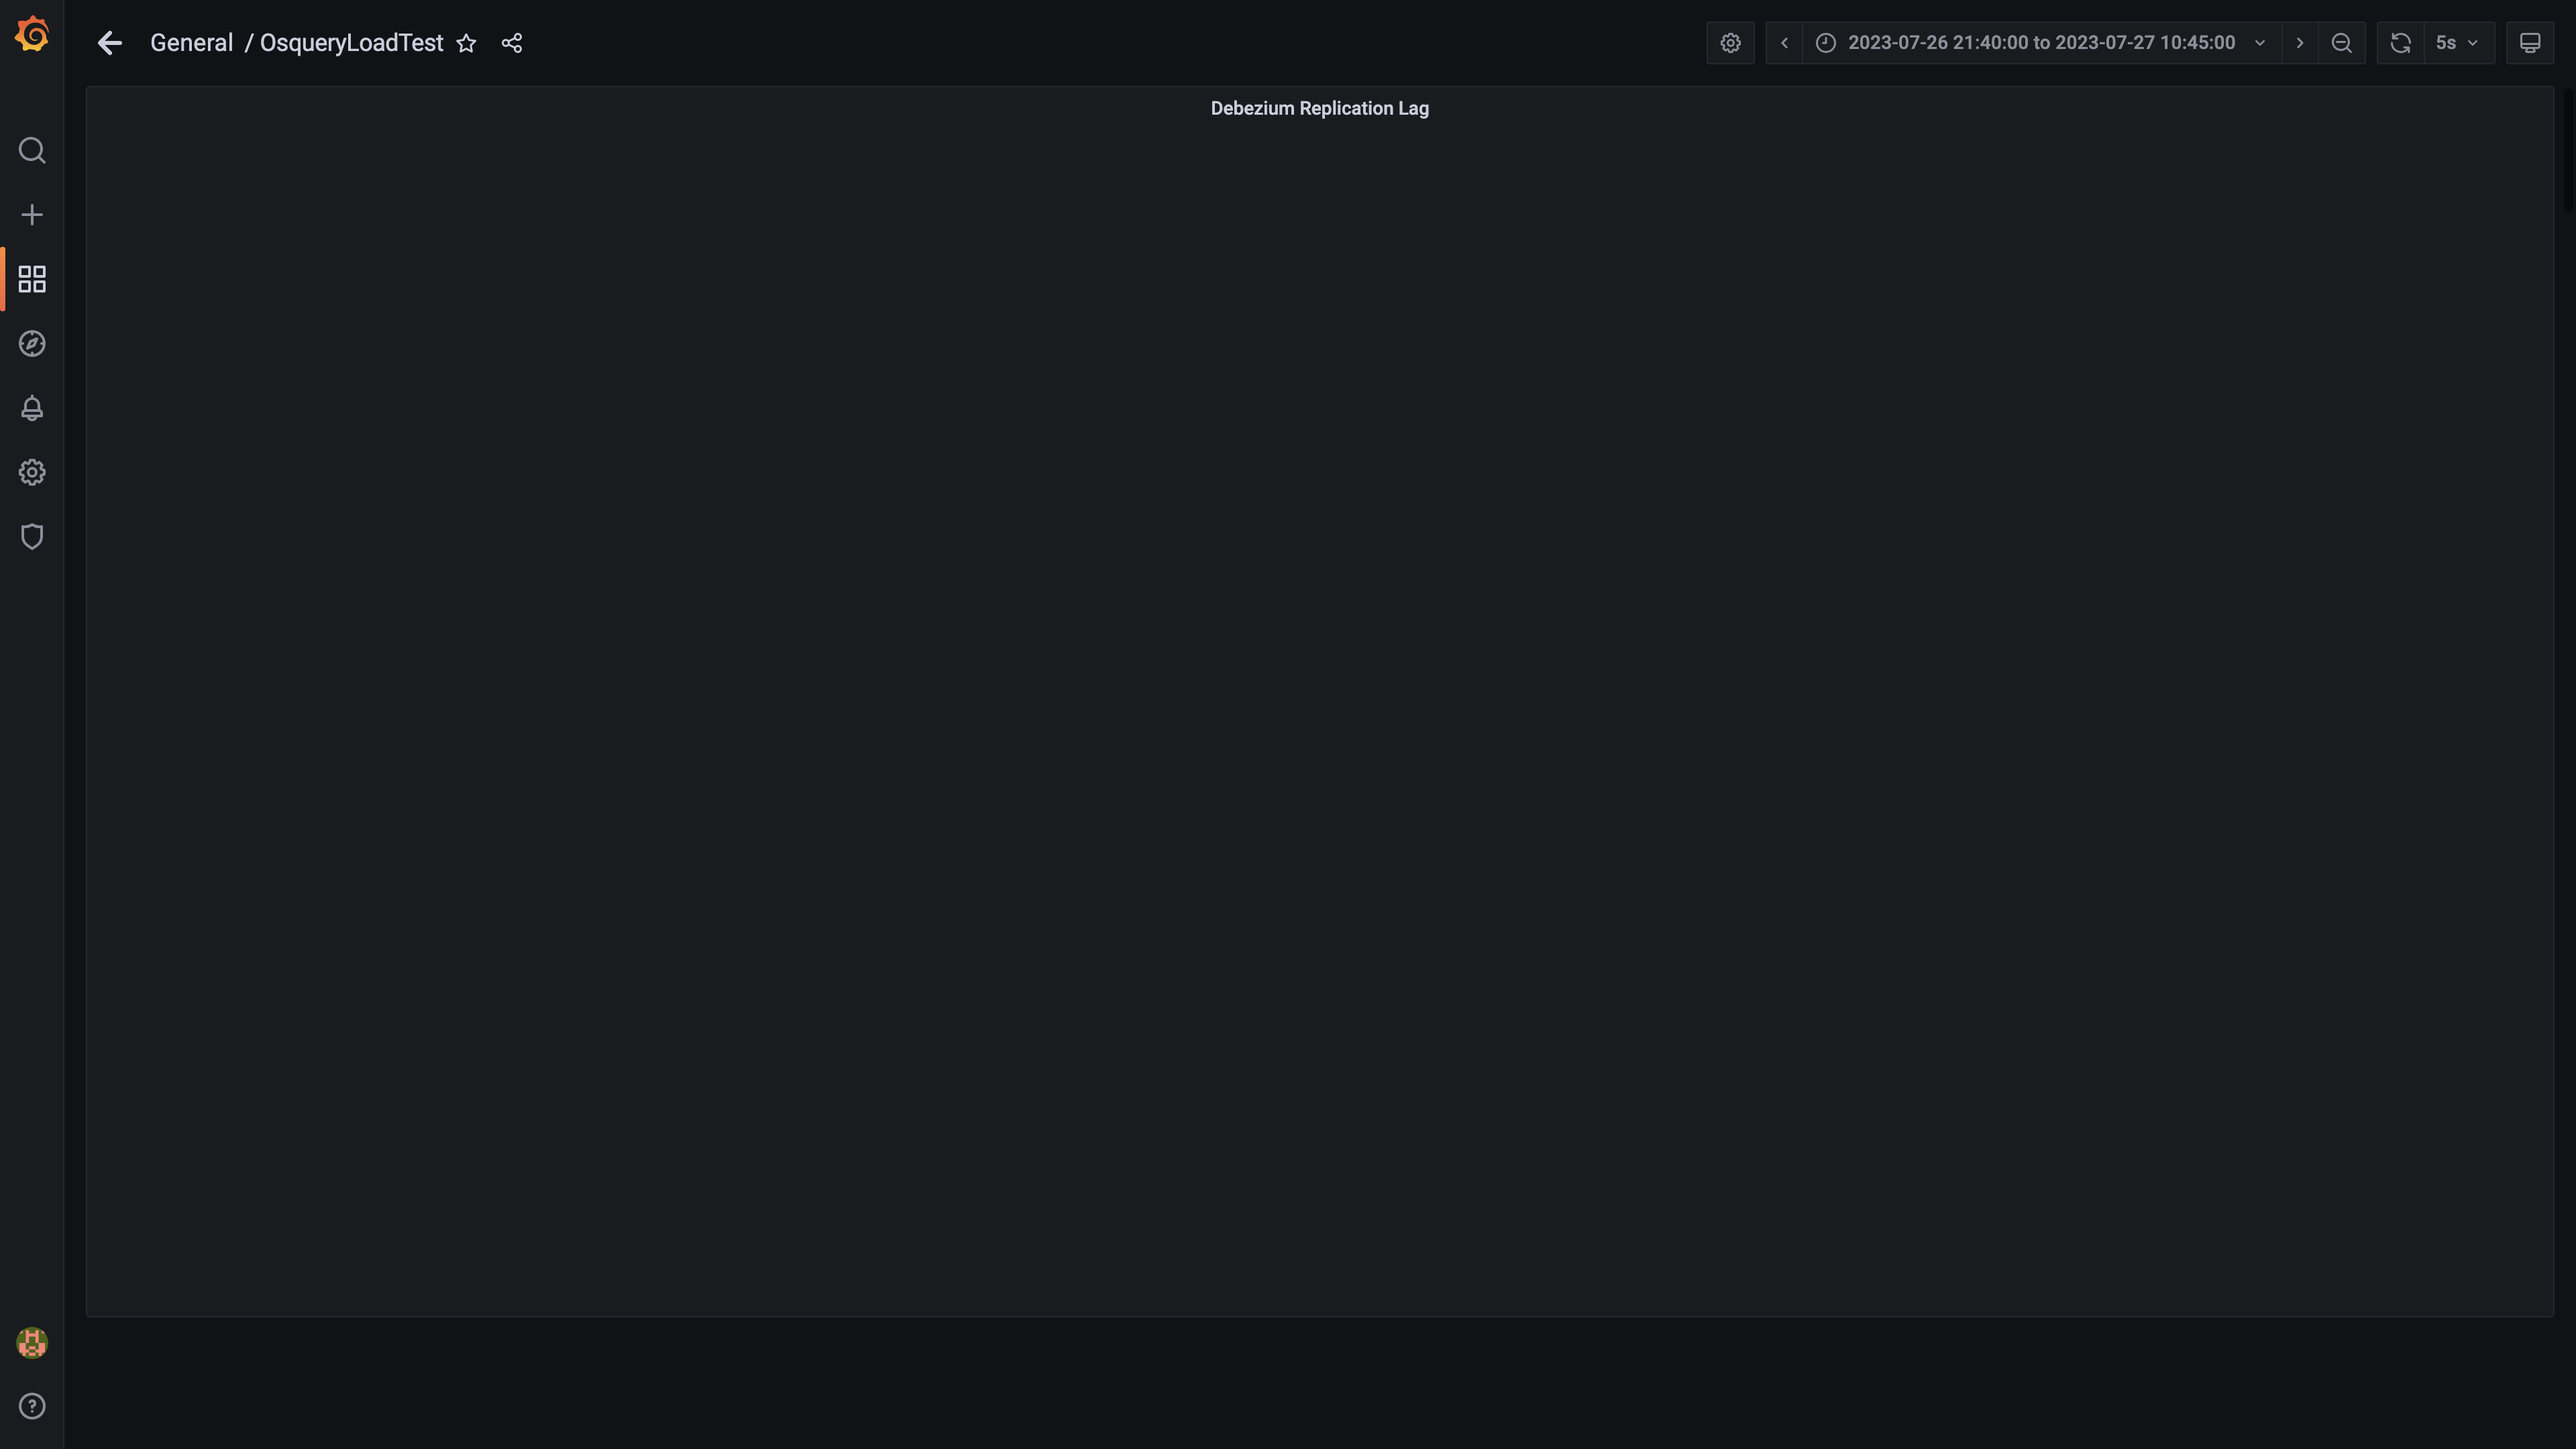 General / OsqueryLoadTest
2023-07-26 21:40:00 to 2023-07-27 10:45:00
5s
Debezium Replication Lag